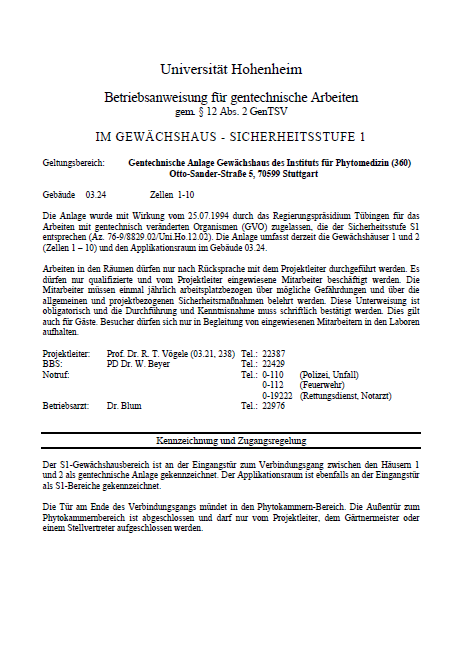 Universität Hohenheim
Betriebsanweisung für gentechnische Arbeiten
gem. § 12 Abs. 2 GenTSV
IM GEWÄCHSHAUS - SICHERHEITSSTUFE 1
Geltungsbereich: Gentechnische Anlage Gewächshaus des Instituts für Phytomedizin (360)
Otto-Sander-Straße 5, 70599 Stuttgart
Gebäude 03.24 Zellen 1-10
Die Anlage wurde mit Wirkung vom 25.07.1994 durch das Regierungspräsidium Tübingen für das
Arbeiten mit gentechnisch veränderten Organismen (GVO) zugelassen, die der Sicherheitsstufe S1
entsprechen (Az. 76-9/8829.02/Uni.Ho.12.02). Die Anlage umfasst derzeit die Gewächshäuser 1 und 2
(Zellen 1 – 10) und den Applikationsraum im Gebäude 03.24.
Arbeiten in den Räumen dürfen nur nach Rücksprache mit dem Projektleiter durchgeführt werden. Es
dürfen nur qualifizierte und vom Projektleiter eingewiesene Mitarbeiter beschäftigt werden. Die
Mitarbeiter müssen einmal jährlich arbeitsplatzbezogen über mögliche Gefährdungen und über die
allgemeinen und projektbezogenen Sicherheitsmaßnahmen belehrt werden. Diese Unterweisung ist
obligatorisch und die Durchführung und Kenntnisnahme muss schriftlich bestätigt werden. Dies gilt
auch für Gäste. Besucher dürfen sich nur in Begleitung von eingewiesenen Mitarbeitern in den Laboren
aufhalten.
Projektleiter: Prof. Dr. R. T. Vögele (03.21, 238) Tel.: 22387
BBS: PD Dr. W. Beyer Tel.: 22429
Notruf: Tel.: 0-110 (Polizei, Unfall)
0-112 (Feuerwehr)
0-19222 (Rettungsdienst, Notarzt)
Betriebsarzt: Dr. Blum Tel.: 22976
Kennzeichnung und Zugangsregelung
Der S1-Gewächshausbereich ist an der Eingangstür zum Verbindungsgang zwischen den Häusern 1
und 2 als gentechnische Anlage gekennzeichnet. Der Applikationsraum ist ebenfalls an der Eingangstür
als S1-Bereiche gekennzeichnet.
Die Tür am Ende des Verbindungsgangs mündet in den Phytokammern-Bereich. Die Außentür zum
Phytokammernbereich ist abgeschlossen und darf nur vom Projektleiter, dem Gärtnermeister oder
einem Stellvertreter aufgeschlossen werden.